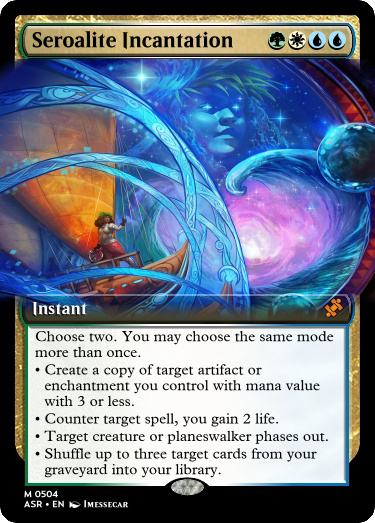 Seroalite Incantation
Instant
Choose two. You may choose the same mode
more than once.
• Create a copy of target artifact or
enchantment you control with mana value
with 3 or less.
• Counter target spell, you gain 2 life.
• Target creature or planeswalker phases out.
• Shuffle up to three target cards from your
graveyard into your library.
M 0504
ASR • EN Imessecar